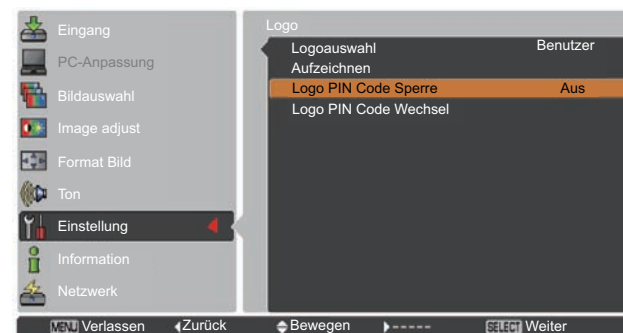 Eingang
PC-Anpassung
Bildauswahl
Image adjust
Format Bild
Ton
Einstellung
Information
Netzwerk
Logo
Logoauswahl Benutzer
Aufzeichnen
Logo PIN Code Sperre Aus
Logo PIN Code Wechsel
MENU Verlassen Zurück Bewegen ----- SELECT Weiter